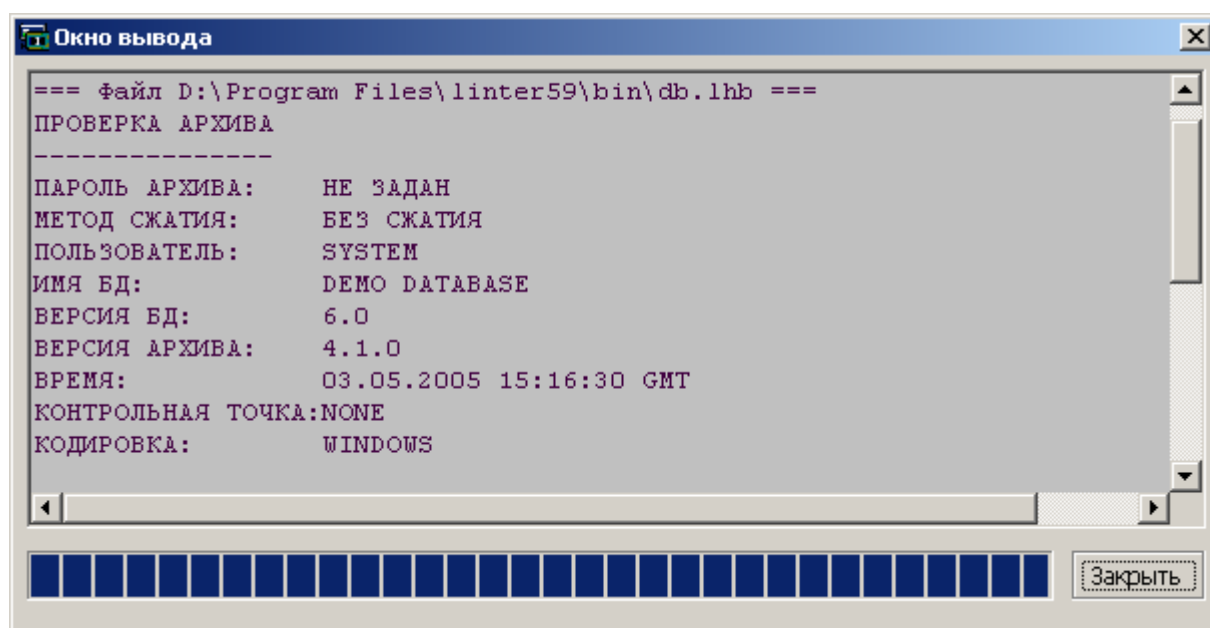 Окно вывода
=== Файл D:\Program Files\linter59\bin\db.lhb ===
ПРОВЕРКА АРХИВА
---------------
ПАРОЛЬ АРХИВА: НЕ ЗАДАН
МЕТОД СЖАТИЯ: БЕЗ СЖАТИЯ
ПОЛЬЗОВАТЕЛЬ: SYSTEM
ИМЯ БД: DEMO DATABASE
ВЕРСИЯ БД: 6.0
ВЕРСИЯ АРХИВА: 4.1.0
ВРЕМЯ: 03.05.2005 15:16:30 GMT
КОНТРОЛЬНАЯ ТОЧКА:NONE
КОДИРОВКА: WINDOWS
Закрыть